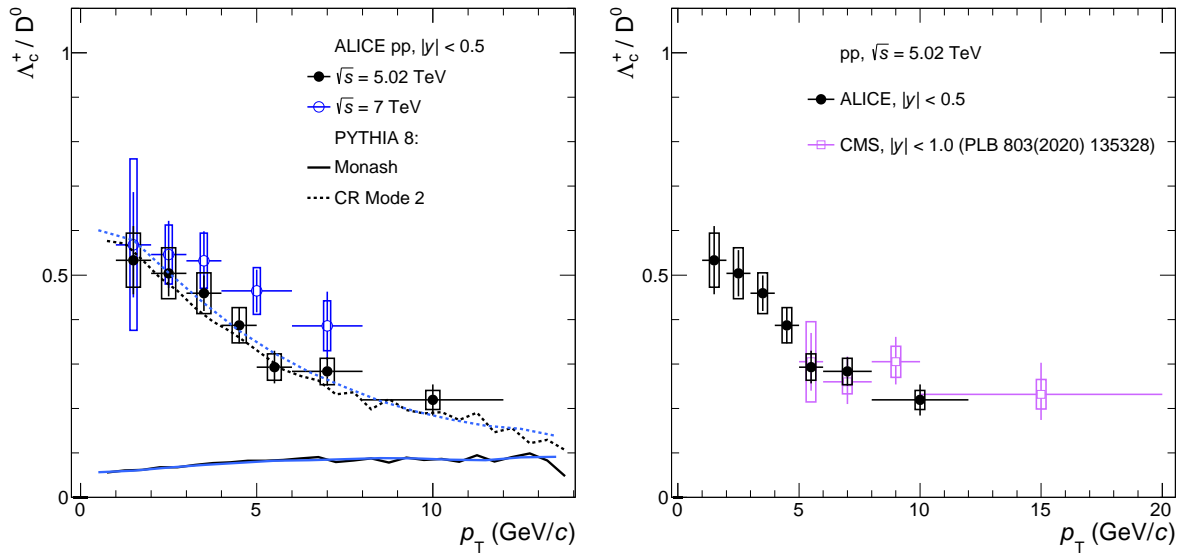 Λc+ / D0
1
0.5
0
ALICE pp, |y| < 0.5
√s = 5.02 TeV
√s = 7 TeV
PYTHIA 8:
Monash
CR Mode 2
0 5 10
pT (GeV/c)
Λc+ / D0
1
0.5
0
pp, √s = 5.02 TeV
ALICE, |y| < 0.5
CMS, |y| < 1.0 (PLB 803(2020) 135328)
0 5 10 15 20
pT (GeV/c)